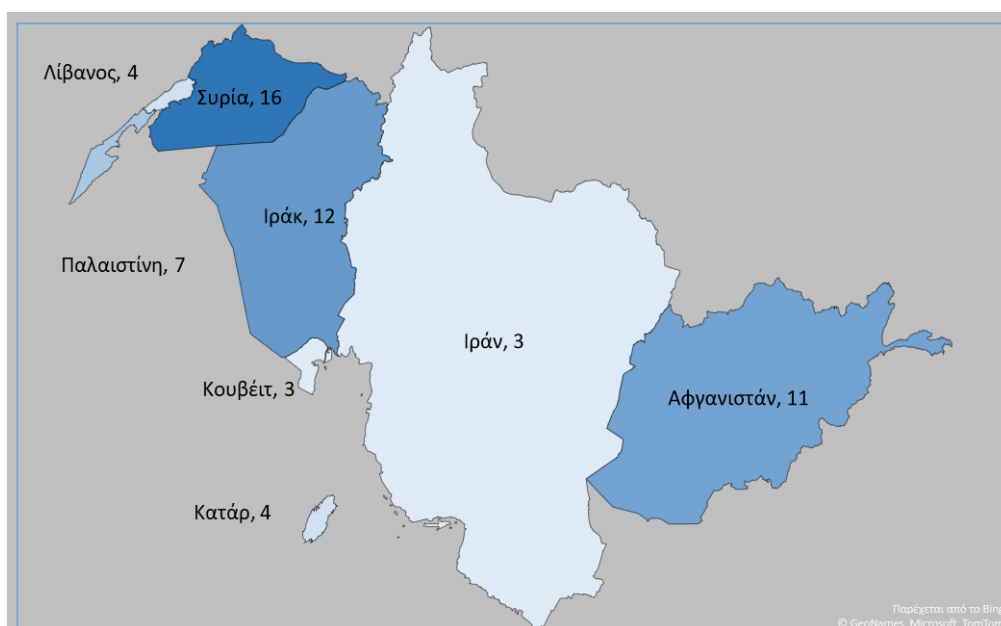 Λίβανος, 4
Συρία, 16
Ιράκ, 12
Παλαιστίνη, 7
Ιράν, 3
Κουβέιτ, 3
Αφγανιστάν, 11
Κατάρ, 4
Παρέχεται από το Bing
© GeoNames, Microsoft, TomTom